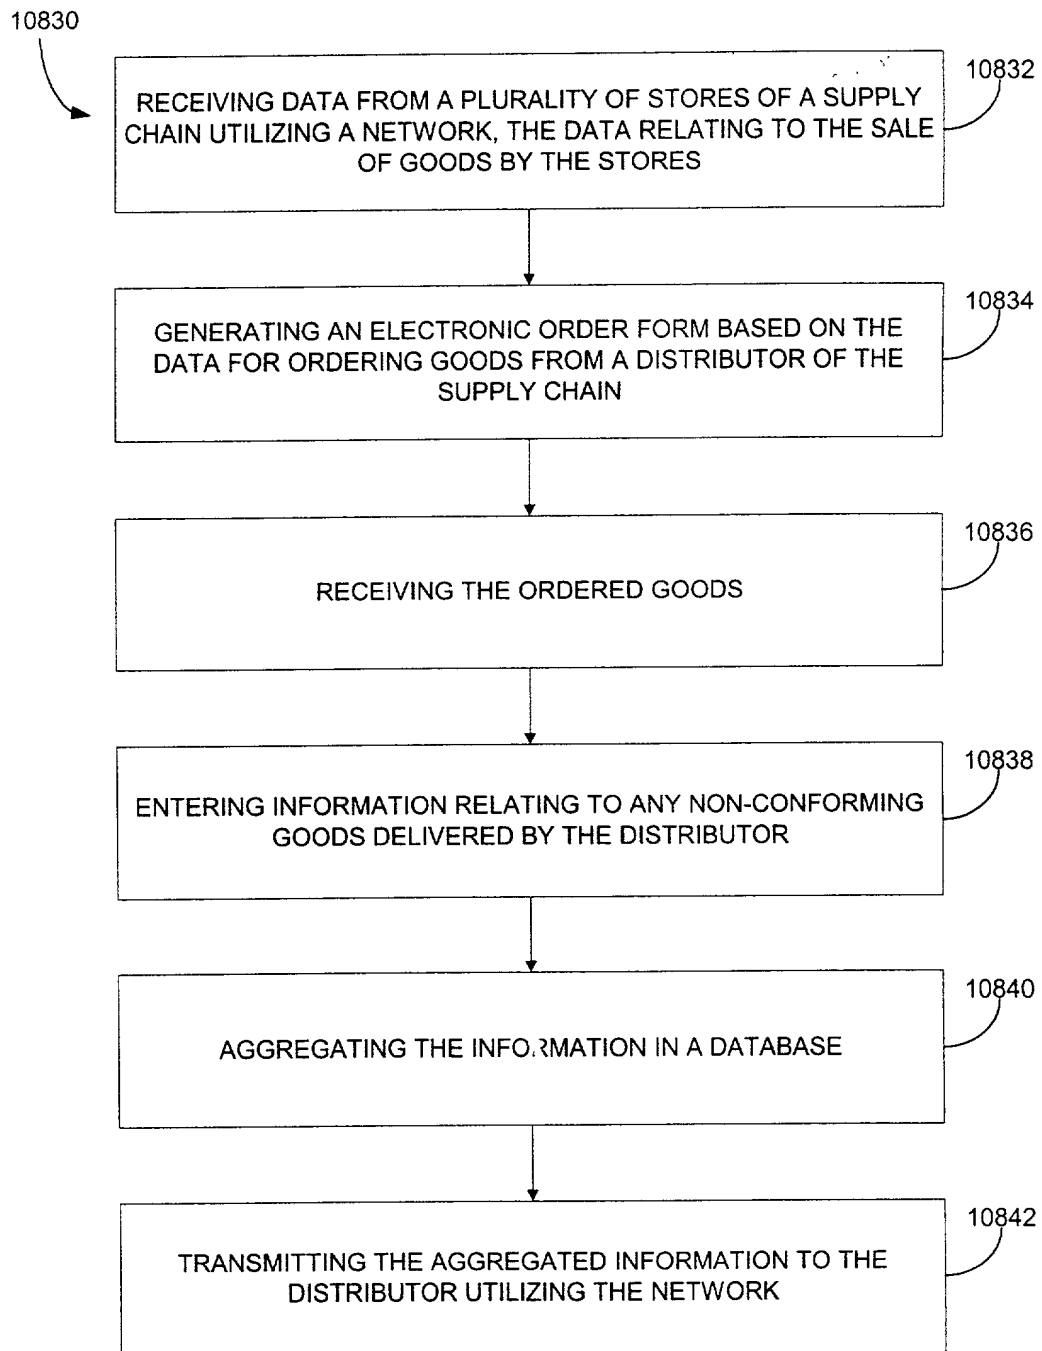 10830
10832
RECEIVING DATA FROM A PLURALITY OF STORES OF A SUPPLY
CHAIN UTILIZING A NETWORK, THE DATA RELATING TO THE SALE
OF GOODS BY THE STORES
10834
GENERATING AN ELECTRONIC ORDER FORM BASED ON THE
DATA FOR ORDERING GOODS FROM A DISTRIBUTOR OF THE
SUPPLY CHAIN
10836
RECEIVING THE ORDERED GOODS
10838
ENTERING INFORMATION RELATING TO ANY NON-CONFORMING
GOODS DELIVERED BY THE DISTRIBUTOR
10840
AGGREGATING THE INFORMATION IN A DATABASE
10842
TRANSMITTING THE AGGREGATED INFORMATION TO THE
DISTRIBUTOR UTILIZING THE NETWORK